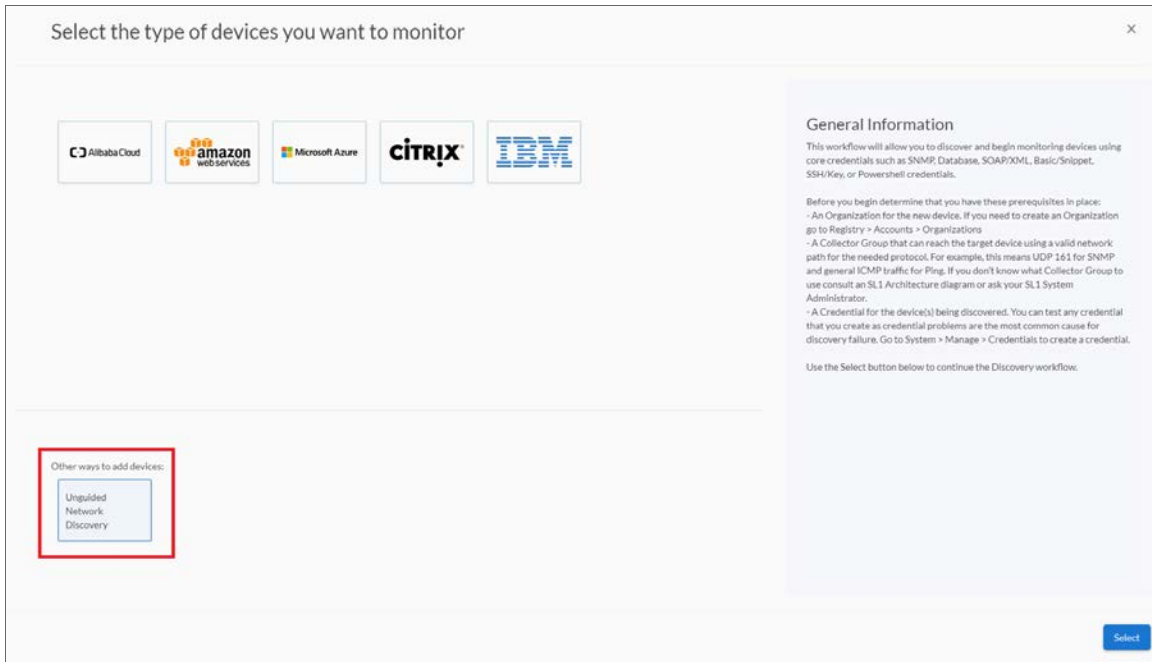 Select the type of devices you want to monitor
X
Alibaba Cloud
amazon
webservices
Microsoft Azure
CITRIX
IBM
General Information
This workflow will allow you to discover and begin monitoring devices using
core credentials such as SNMP, Database, SOAP/XML, Basic/Snippet,
SSH/Key, or Powershell credentials.
Before you begin determine that you have these prerequisites in place:
- An Organization for the new device. If you need to create an Organization
go to Registry > Accounts > Organizations
- A Collector Group that can reach the target device using a valid network
path for the needed protocol. For example, this means UDP 161 for SNMP
and general ICMP traffic for Ping. If you don't know what Collector Group to
use consult an SL1 Architecture diagram or ask your SL1 System
Administrator.
- A Credential for the device(s) being discovered. You can test any credential
that you create as credential problems are the most common cause for
discovery failure. Go to System > Manage > Credentials to create a credential.
Use the Select button below to continue the Discovery workflow.
Other ways to add devices:
Unguided
Network
Discovery
Select